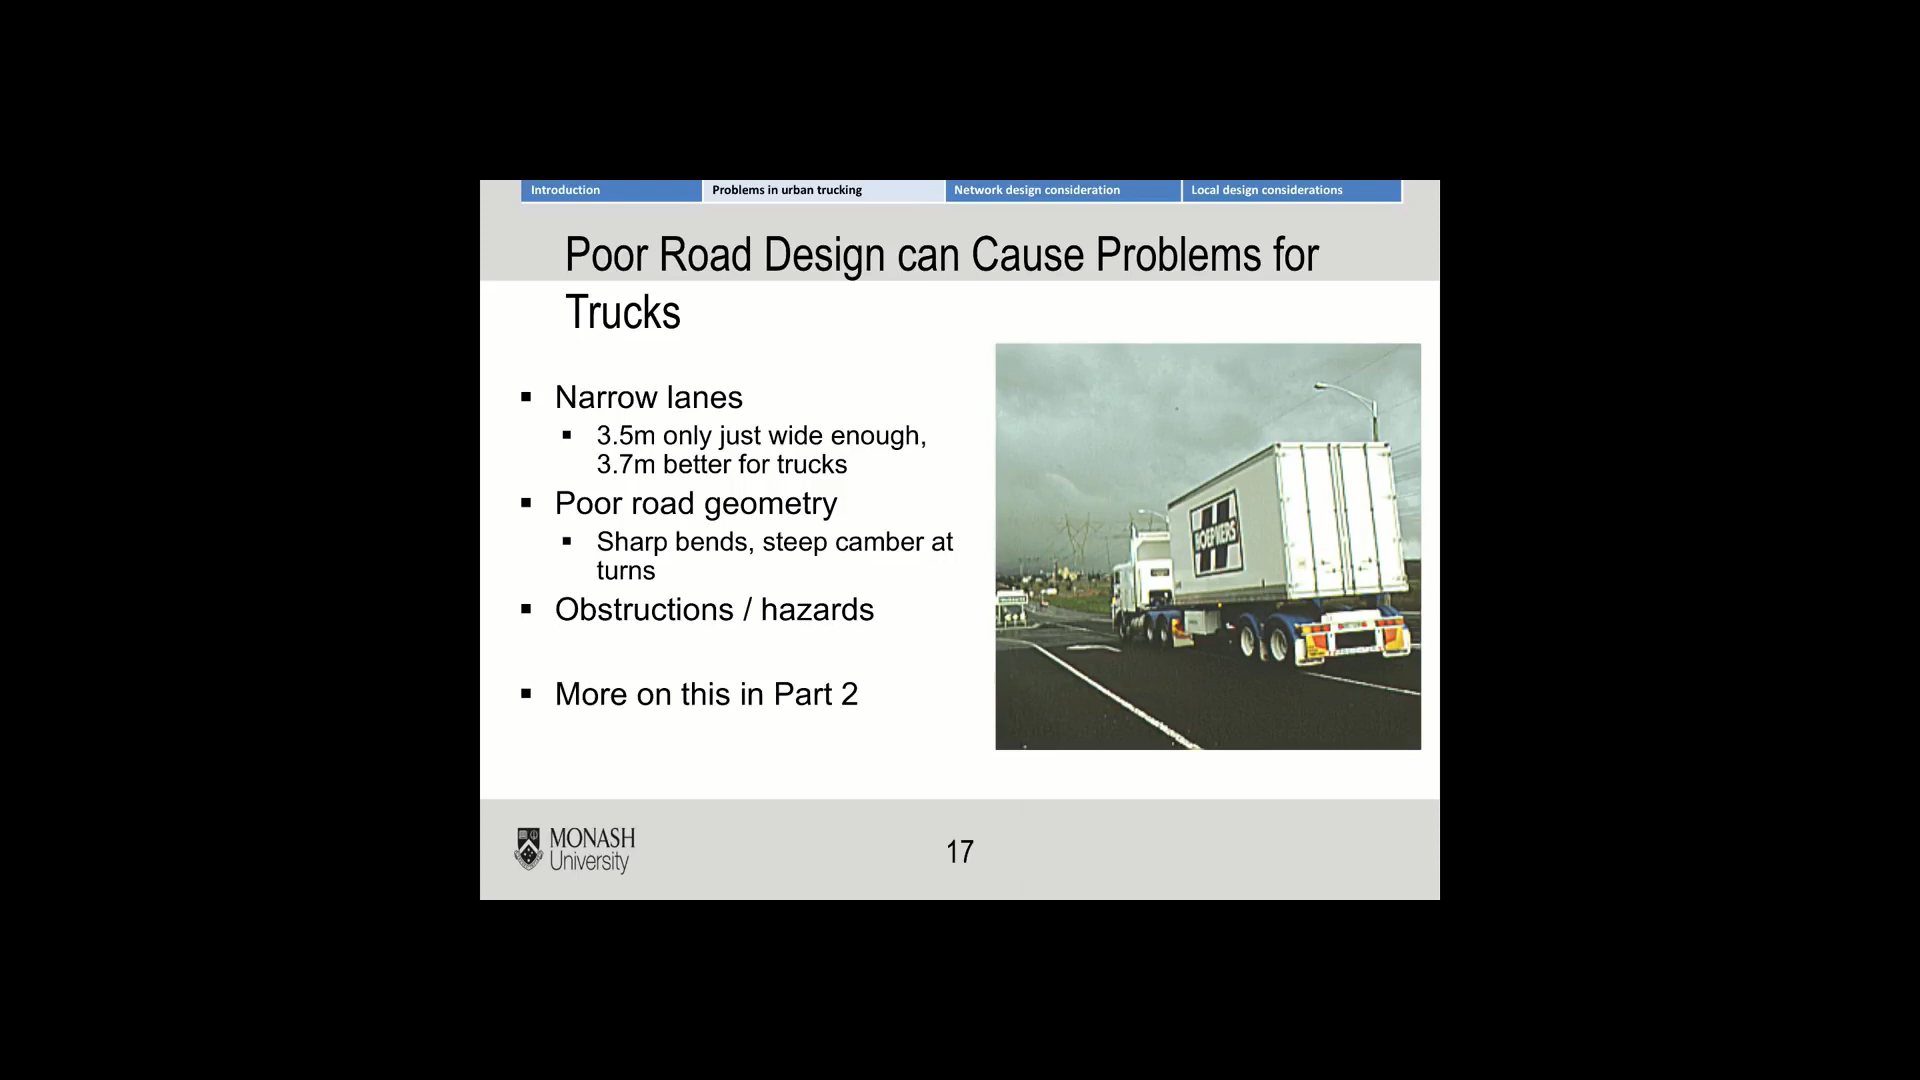 Introduction
Problems in urban trucking
Network design consideration
Local design considerations
Poor Road Design can Cause Problems for
Trucks
▪ Narrow lanes
▪ 3.5m only just wide enough,
3.7m better for trucks
▪ Poor road geometry
▪ Sharp bends, steep camber at
turns
▪ Obstructions / hazards
▪ More on this in Part 2
MONASH
University
17